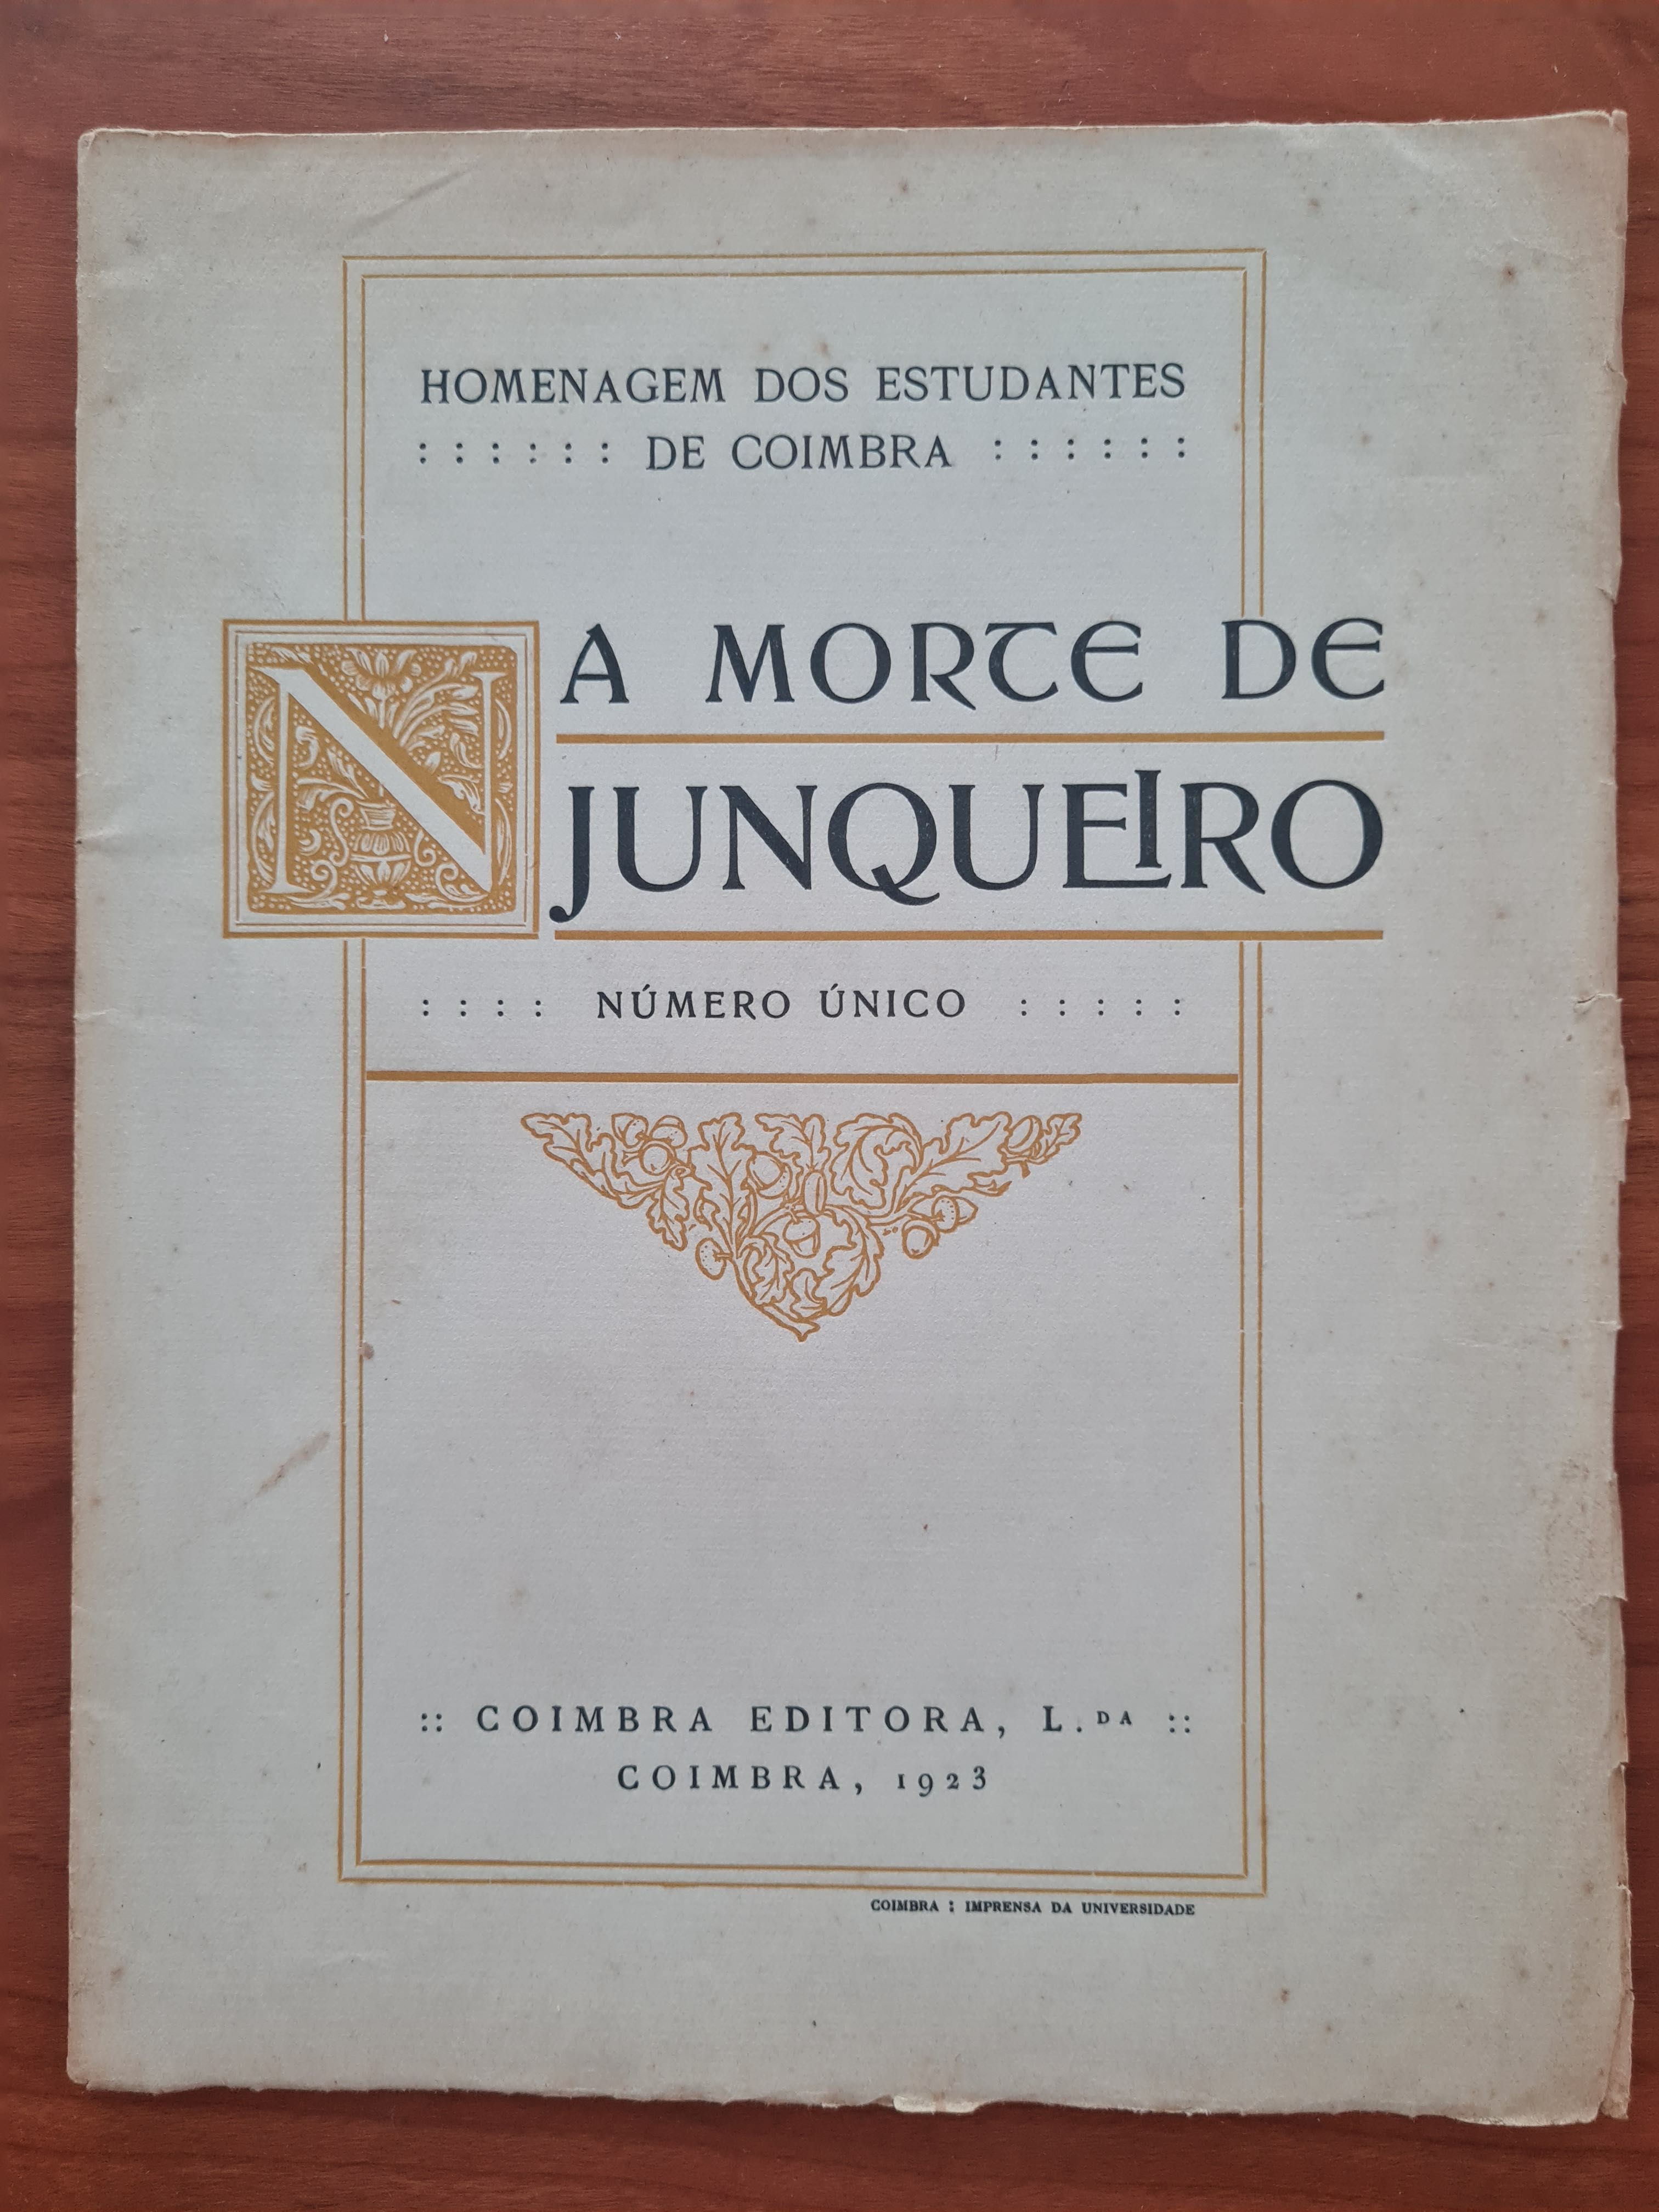 HOMENAGEM DOS ESTUDANTES
: : : : : : DE COIMBRA : : : : : :
NA MORTE DE
JUNQUEIRO
: : : : NÚMERO ÚNICO : : : : :
:: COIMBRA EDITORA, L.DA ::
COIMBRA, 1923
COIMBRA : IMPRENSA DA UNIVERSIDADE